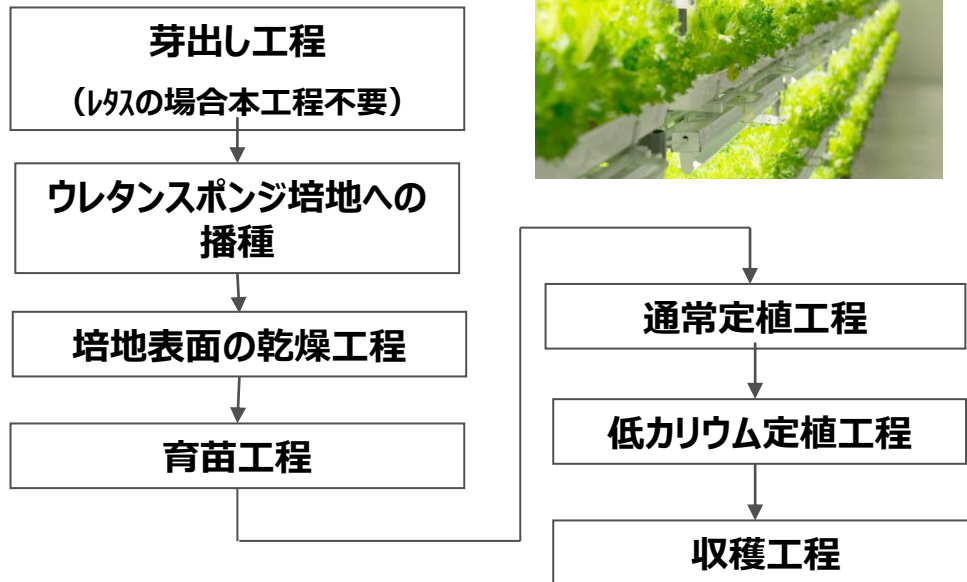 芽出し工程
（ﾚﾀｽの場合本工程不要）
ウレタンスポンジ培地への
播種
培地表面の乾燥工程
育苗工程
通常定植工程
低カリウム定植工程
収穫工程